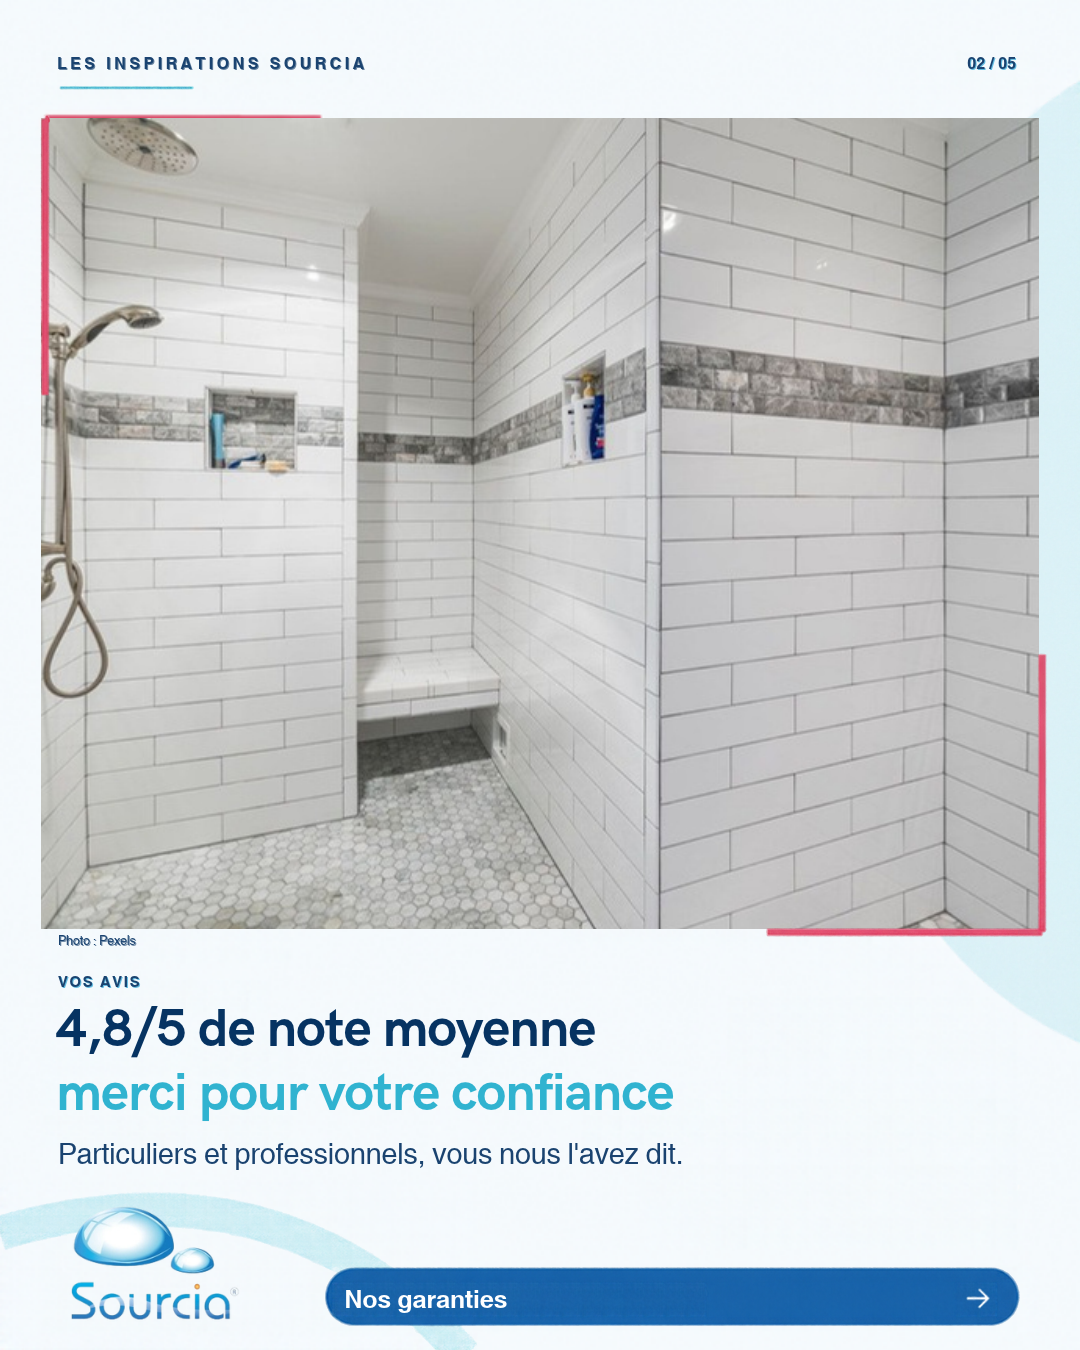 LES INSPIRATIONS SOURCIA
02 / 05
Photo : Pexels
VOS AVIS
4,8/5 de note moyenne
merci pour votre confiance
Particuliers et professionnels, vous nous l'avez dit.
Sourcia®
Nos garanties →